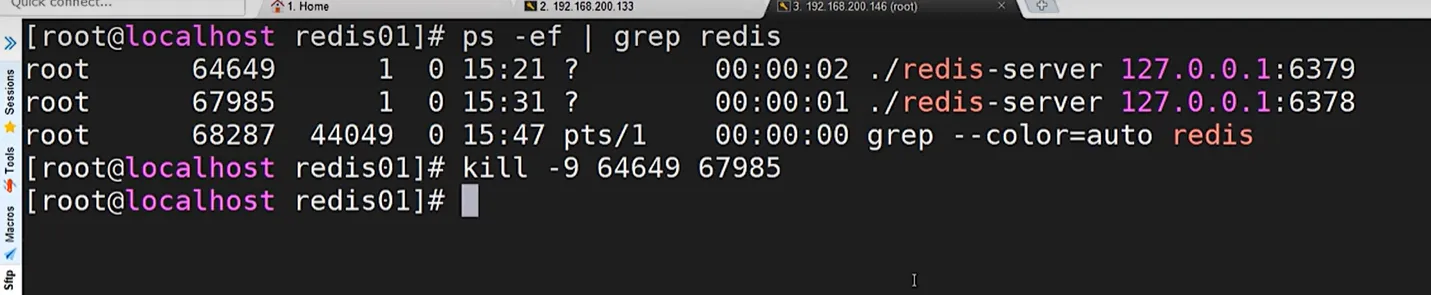 Quick connect...
1. Home
2. 192.168.200.133
3. 192.168.200.146 (root)
Sessions
Tools
Macros
Sftp
[root@localhost redis01]# ps -ef | grep redis
root      64649      1  0 15:21 ?        00:00:02 ./redis-server 127.0.0.1:6379
root      67985      1  0 15:31 ?        00:00:01 ./redis-server 127.0.0.1:6378
root      68287  44049  0 15:47 pts/1    00:00:00 grep --color=auto redis
[root@localhost redis01]# kill -9 64649 67985
[root@localhost redis01]#